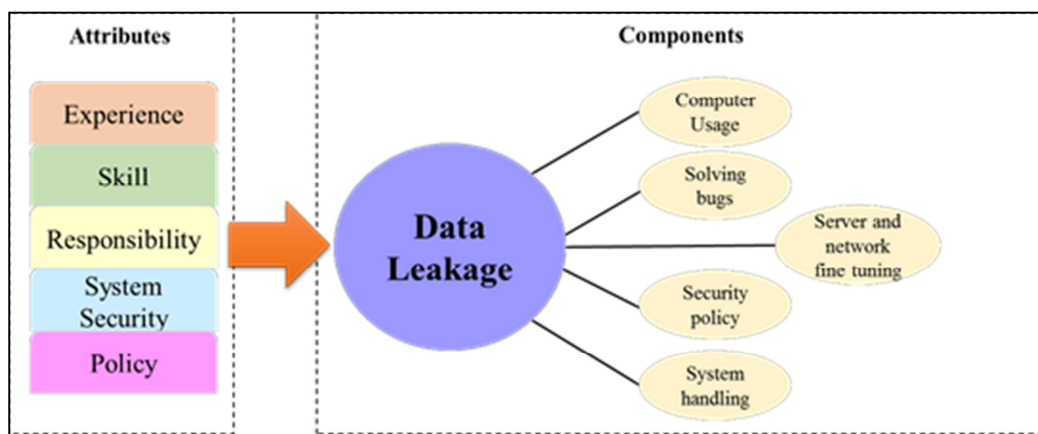 Attributes
Experience
Skill
Responsibility
System
Security
Policy
Components
Data
Leakage
Computer
Usage
Solving
bugs
Server and
network
fine tuning
Security
policy
System
handling